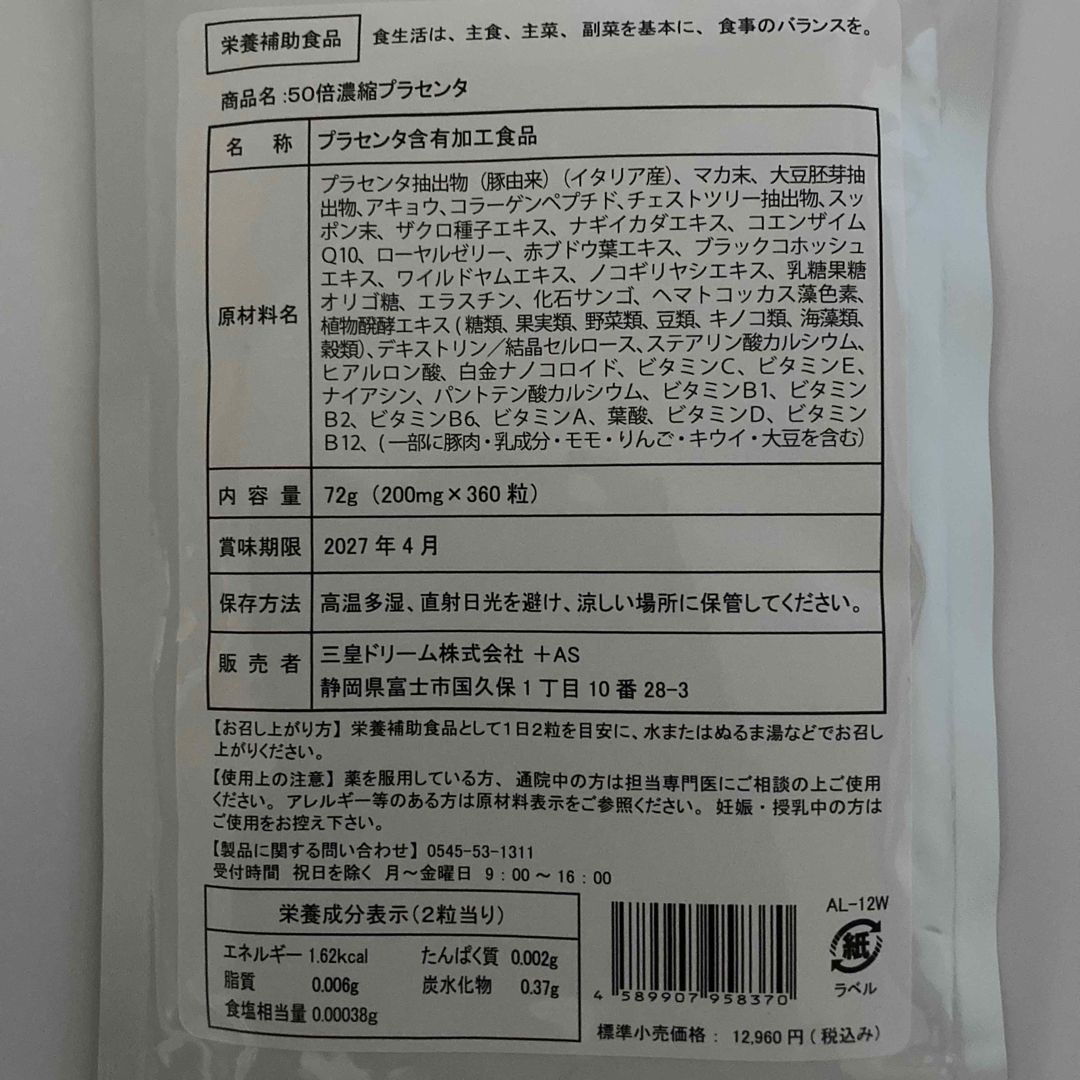 栄養補助食品
食生活は、主食、主菜、副菜を基本に、食事のバランスを。
商品名:50倍濃縮プラセンタ
名 称 プラセンタ含有加工食品
原材料名
プラセンタ抽出物(豚由来)(イタリア産)、マカ末、大豆胚芽抽
出物、アキョウ、コラーゲンペプチド、チェストツリー抽出物、スッ
ポン末、ザクロ種子エキス、ナギイカダエキス、コエンザイム
Q10、ローヤルゼリー、赤ブドウ葉エキス、ブラックコホッシュ
エキス、ワイルドヤムエキス、ノコギリヤシエキス、乳糖果糖
オリゴ糖、エラスチン、化石サンゴ、ヘマトコッカス藻色素、
植物醗酵エキス(糖類、果実類、野菜類、豆類、キノコ類、海藻類、
穀類)、デキストリン/結晶セルロース、ステアリン酸カルシウム、
ヒアルロン酸、白金ナノコロイド、ビタミンC、ビタミンE、
ナイアシン、パントテン酸カルシウム、ビタミンB1、ビタミン
B2、ビタミンB6、ビタミンA、葉酸、ビタミンD、ビタミン
B12、(一部に豚肉・乳成分・モモ・りんご・キウイ・大豆を含む)
内容量 72g(200mg×360粒)
賞味期限 2027年4月
保存方法 高温多湿、直射日光を避け、涼しい場所に保管してください。
販売者
三皇ドリーム株式会社 +AS
静岡県富士市国久保1丁目10番28-3
【お召し上がり方】栄養補助食品として1日2粒を目安に、水またはぬるま湯などでお召し
上がりください。
【使用上の注意】薬を服用している方、通院中の方は担当専門医にご相談の上ご使用
ください。アレルギー等のある方は原材料表示をご参照ください。妊娠・授乳中の方は
ご使用をお控え下さい。
【製品に関する問い合わせ】0545-53-1311
受付時間 祝日を除く 月~金曜日 9:00~16:00
栄養成分表示(2粒当り)
エネルギー 1.62kcal たんぱく質 0.002g
脂質 0.006g 炭水化物 0.37g
食塩相当量 0.00038g
AL-12W
紙
ラベル
4 589907 958370
標準小売価格: 12,960円(税込み)